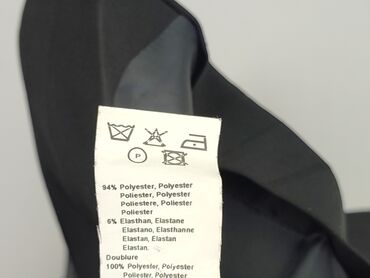 P
94% Polyester, Polyester
Poliester, Polyester
Poliestere, Poliester
Poliester
6% Elasthan, Elastane
Elastano, Elasthanne
Elastan, Elastan
Elastan.
Doublure
100% Polyester, Polyester
Poliester, Polyester